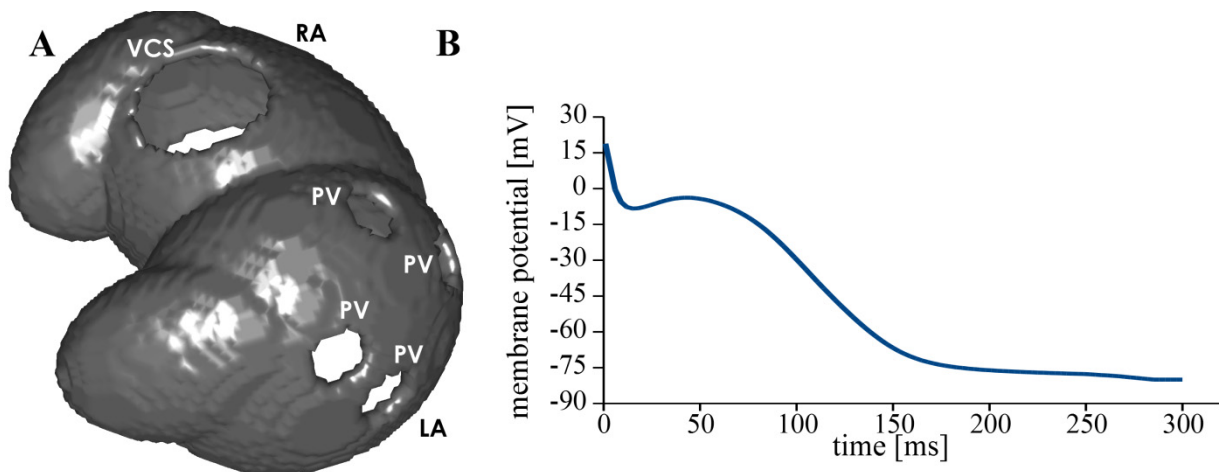 A
VCS
RA
PV
PV
PV
PV
LA
B
membrane potential [mV]
30
15
0
-15
-30
-45
-60
-75
-90
0 50 100 150 200 250 300
time [ms]